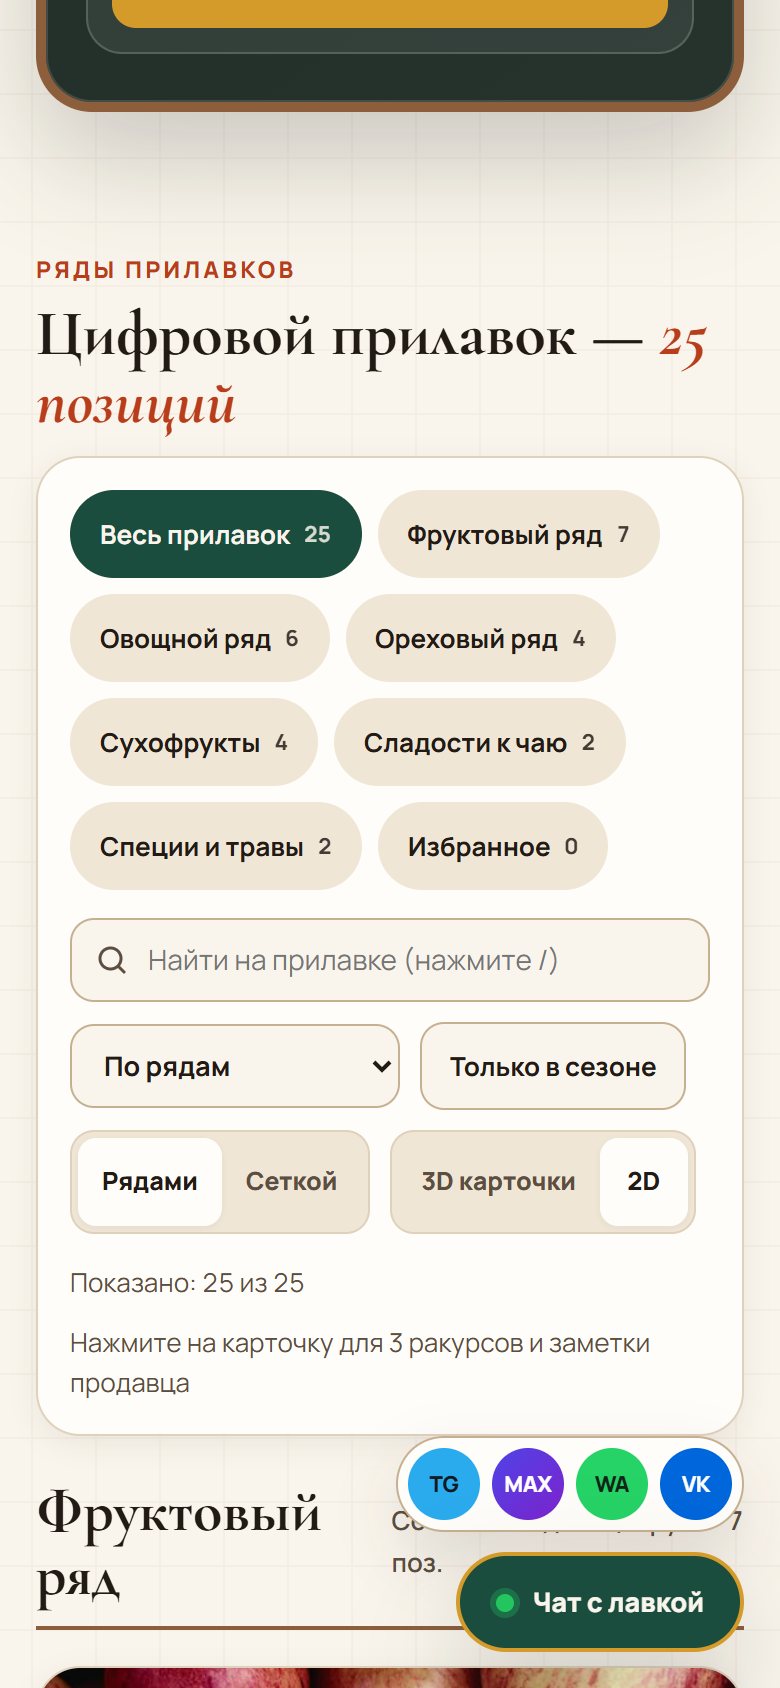 РЯДЫ ПРИЛАВКОВ
Цифровой прилавок — 25
позиций
Весь прилавок 25
Фруктовый ряд 7
Овощной ряд 6
Ореховый ряд 4
Сухофрукты 4
Сладости к чаю 2
Специи и травы 2
Избранное 0
Найти на прилавке (нажмите /)
По рядам
Только в сезоне
Рядами
Сеткой
3D карточки
2D
Показано: 25 из 25
Нажмите на карточку для 3 ракурсов и заметки
продавца
TG
MAX
WA
VK
Фруктовый
ряд
7
поз.
Чат с лавкой